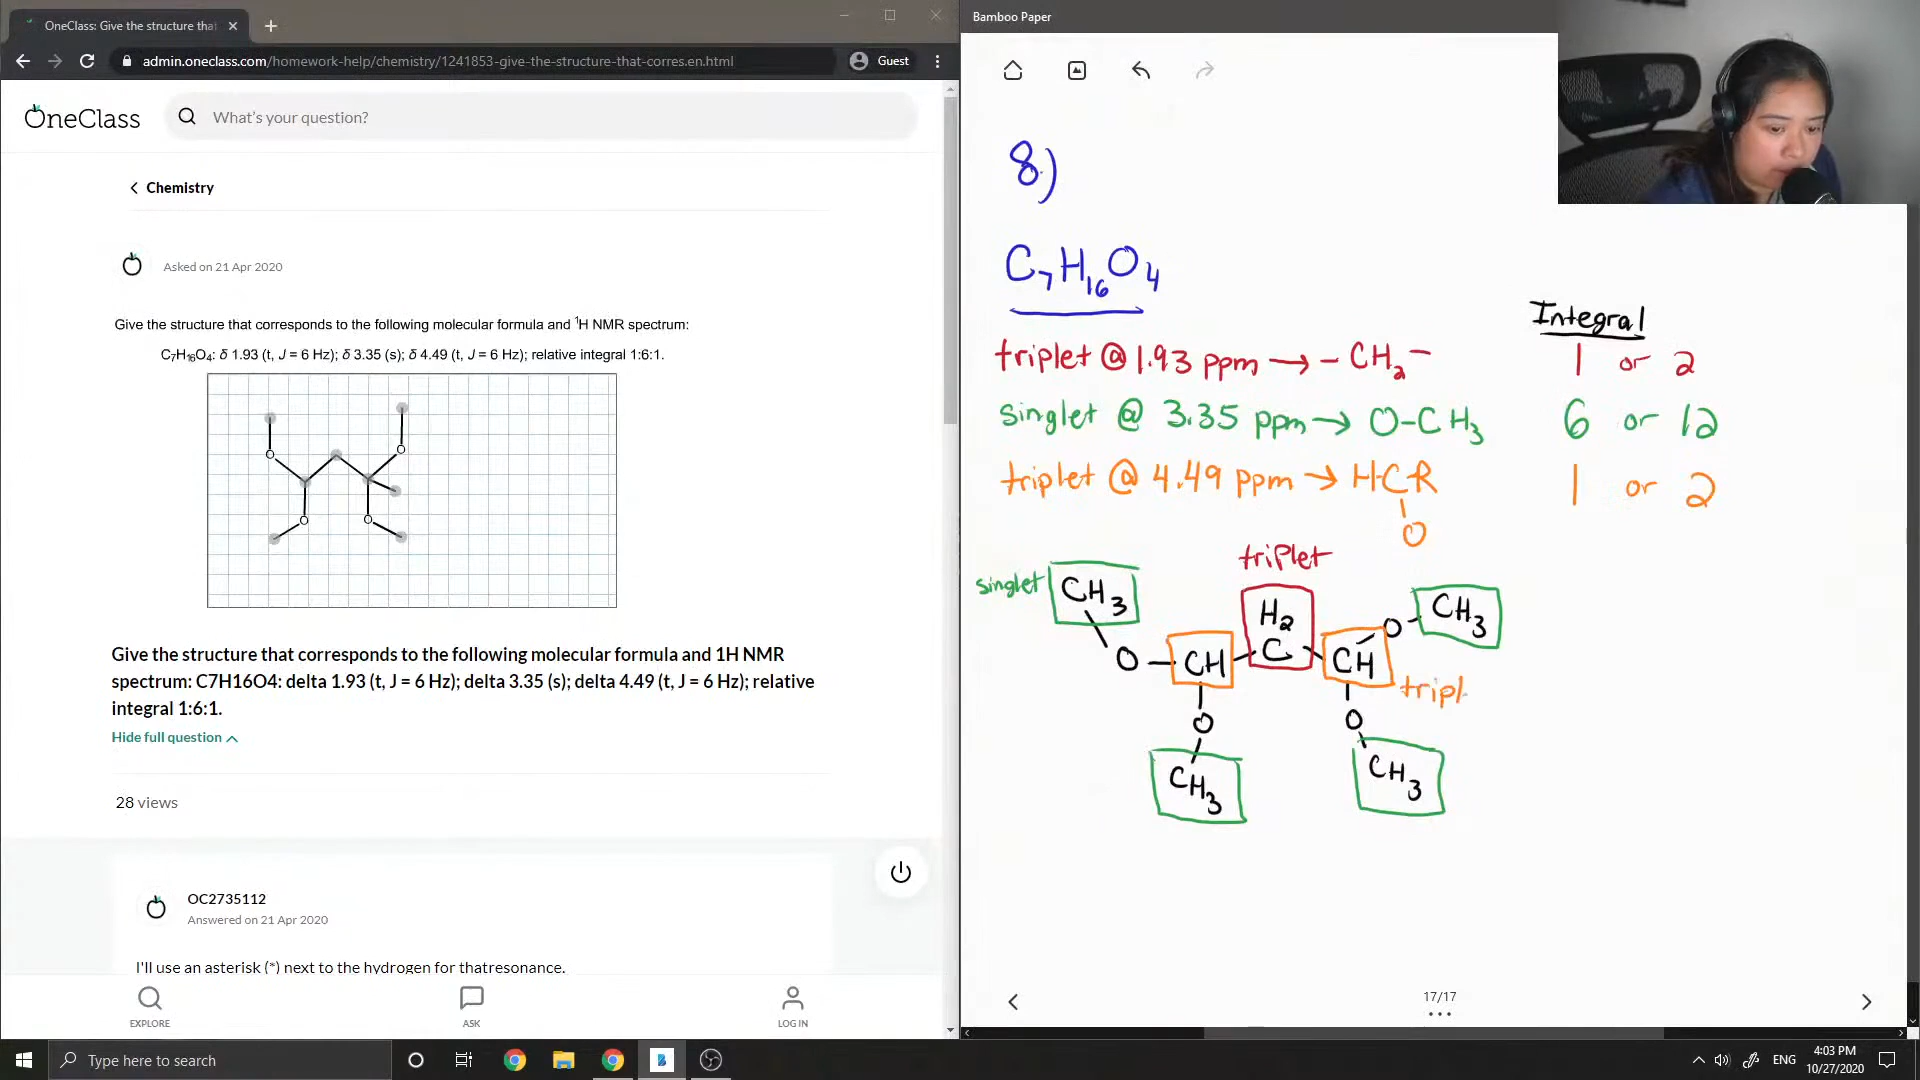 OneClass: Give the structure that
Bamboo Paper
admin.oneclass.com/homework-help/chemistry/1241853-give-the-structure-that-corres.en.html
Guest
OneClass
What's your question?
Chemistry
Asked on 21 Apr 2020
Give the structure that corresponds to the following molecular formula and ¹H NMR spectrum:
C₇H₁₆O₄: δ 1.93 (t, J = 6 Hz); δ 3.35 (s); δ 4.49 (t, J = 6 Hz); relative integral 1:6:1.
O
O
O
O
Give the structure that corresponds to the following molecular formula and 1H NMR
spectrum: C7H16O4: delta 1.93 (t, J = 6 Hz); delta 3.35 (s); delta 4.49 (t, J = 6 Hz); relative
integral 1:6:1.
Hide full question
28 views
OC2735112
Answered on 21 Apr 2020
I'll use an asterisk (*) next to the hydrogen for thatresonance.
EXPLORE
ASK
LOG IN
8.)
C₇H₁₆O₄
Integral
triplet @ 1.93 ppm → – CH₂ – 1 or 2
singlet @ 3.35 ppm → O-CH₃ 6 or 12
triplet @ 4.49 ppm → H-C-R 1 or 2
O
triplet
singlet CH₃ H₂ O CH₃
O CH C CH tripl
O O
CH₃ CH₃
17/17
Type here to search
ENG
4:03 PM
10/27/2020